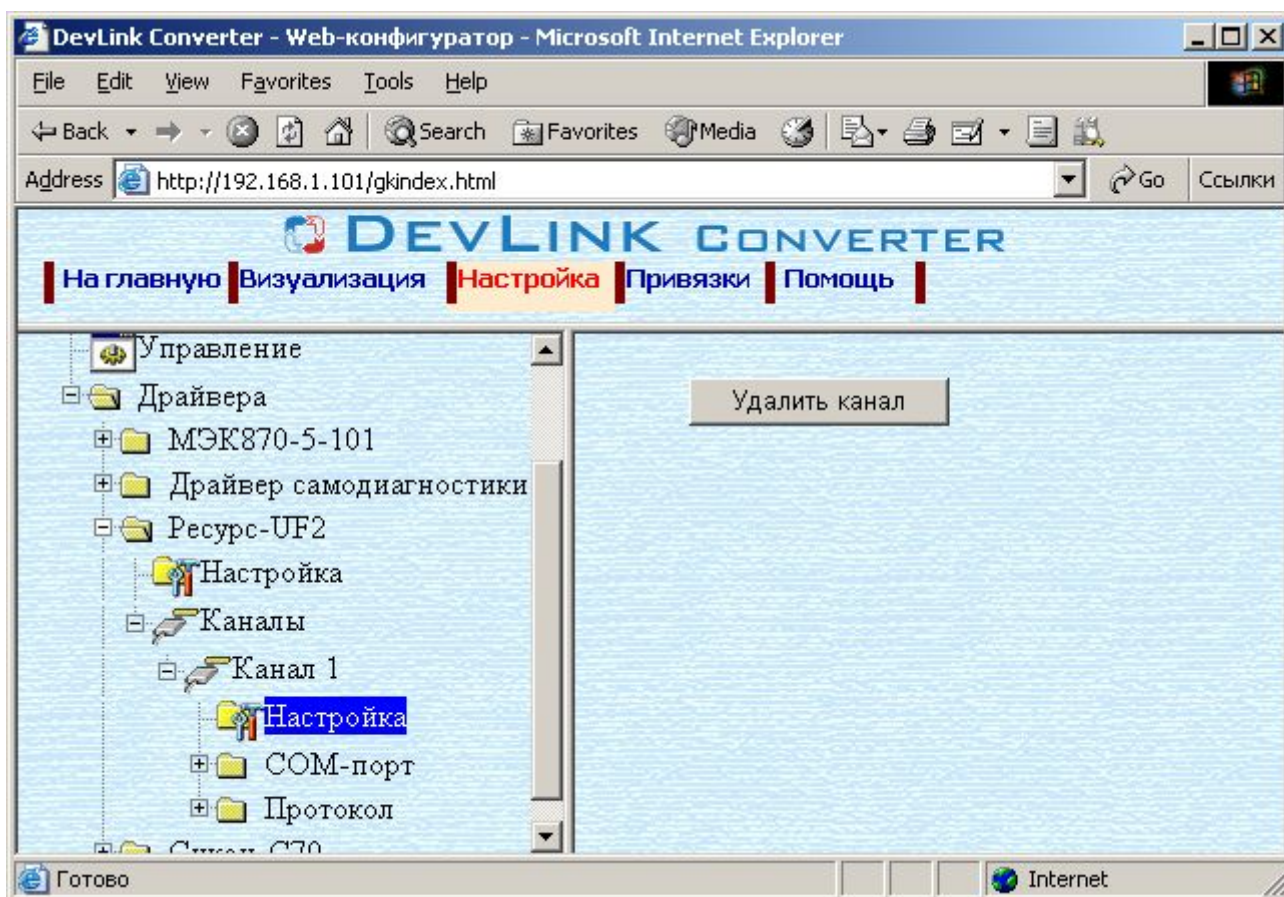 DevLink Converter - Web-конфигуратор - Microsoft Internet Explorer
File Edit View Favorites Tools Help
Back Search Favorites Media
Address http://192.168.1.101/gkindex.html Go Ссылки
DEVLINK CONVERTER
На главную Визуализация Настройка Привязки Помощь
Управление
Драйвера
МЭК870-5-101
Драйвер самодиагностики
Ресурс-UF2
Настройка
Каналы
Канал 1
Настройка
COM-порт
Протокол
Удалить канал
Готово Internet